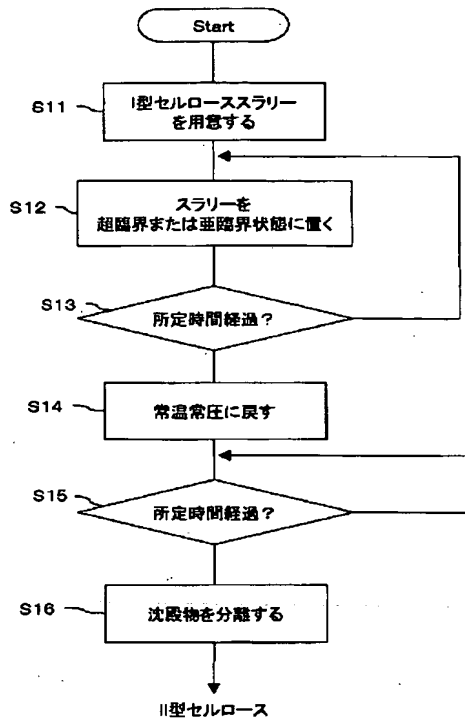 Start
S11
I型セルローススラリー
を用意する
S12
スラリーを
超臨界または亜臨界状態に置く
S13
所定時間経過?
S14
常温常圧に戻す
S15
所定時間経過?
S16
沈殿物を分離する
II型セルロース